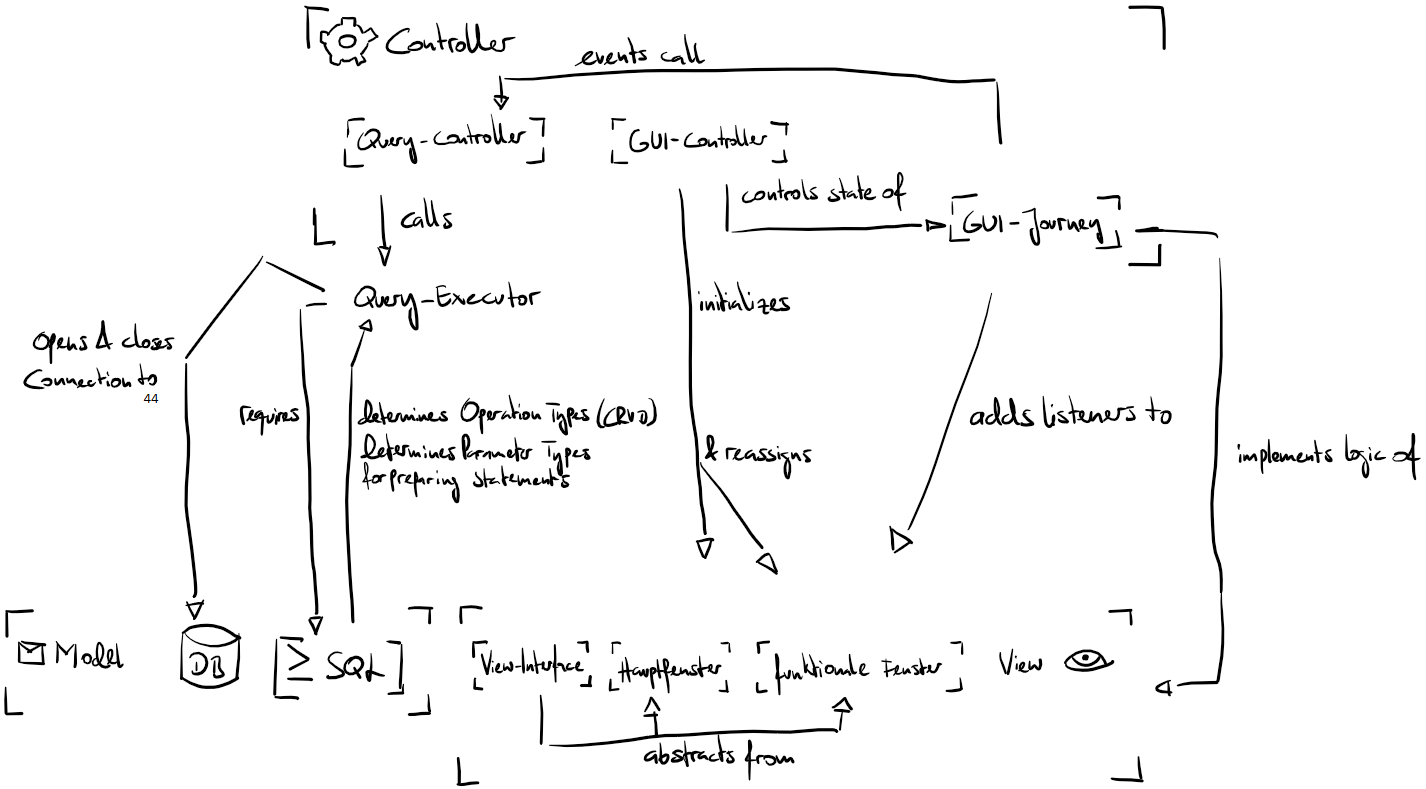 Controller
events call
[Query-Controller]
[GUI-Controller]
calls
controls state of
[GUI-Journey]
Query-Executor
initializes
Opens & closes
Connection to
44
requires
determines Operation Types (CRUD)
determines Parameter Types
for preparing Statements
adds listeners to
& reassigns
implements logic of
Model
DB
SQL
[View-Interface]
[Hauptfenster]
[funktionale Fenster]
View
abstracts from